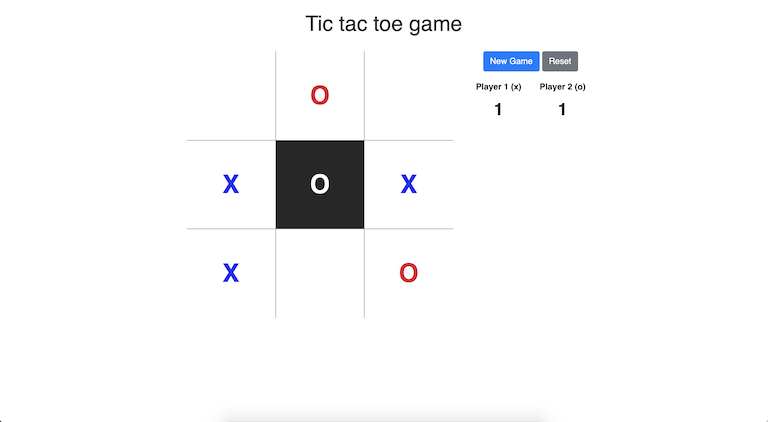 Tic tac toe game
New Game Reset
Player 1 (x) Player 2 (o)
1 1
O
X O X
X O